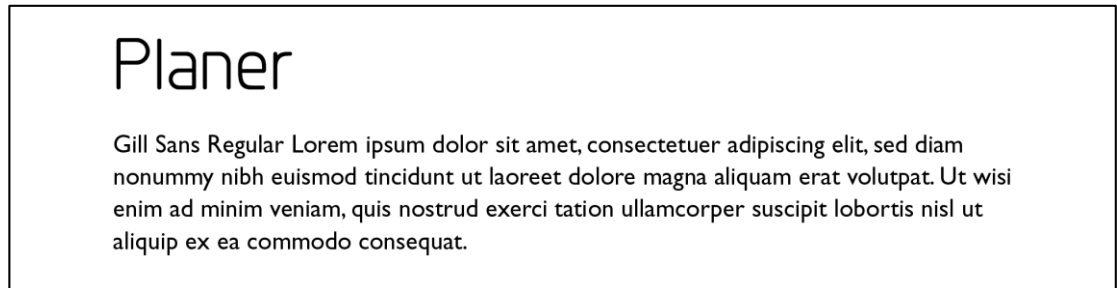 Planer
Gill Sans Regular Lorem ipsum dolor sit amet, consectetuer adipiscing elit, sed diam
nonummy nibh euismod tincidunt ut laoreet dolore magna aliquam erat volutpat. Ut wisi
enim ad minim veniam, quis nostrud exerci tation ullamcorper suscipit lobortis nisl ut
aliquip ex ea commodo consequat.